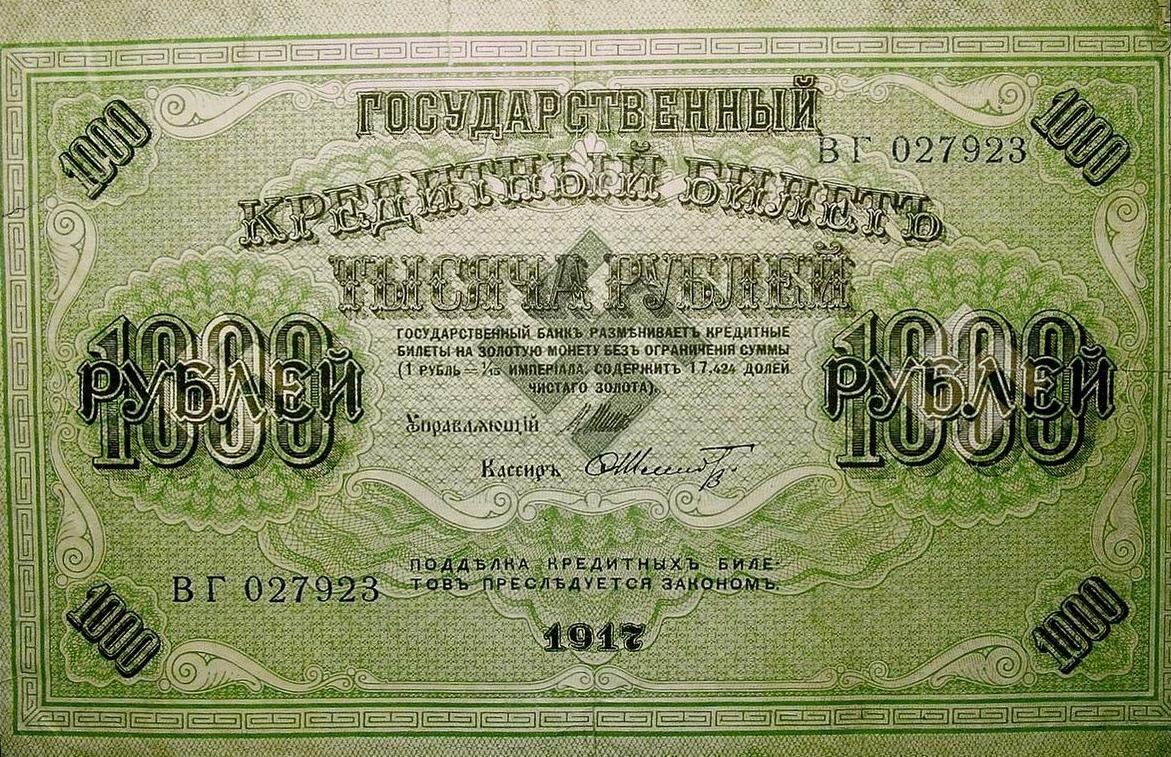 1000
1000
ГОСУДАРСТВЕННЫЙ
ВГ 027923
КРЕДИТНЫЙ БИЛЕТЪ
ТЫСЯЧА РУБЛЕЙ
ГОСУДАРСТВЕННЫЙ БАНКЪ РАЗМѢНИВАЕТЪ КРЕДИТНЫЕ
БИЛЕТЫ НА ЗОЛОТУЮ МОНЕТУ БЕЗЪ ОГРАНИЧЕНІЯ СУММЫ
(1 РУБЛЬ = 1/15 ИМПЕРІАЛА, СОДЕРЖИТЪ 17,424 ДОЛЕЙ
ЧИСТАГО ЗОЛОТА).
1000
РУБЛЕЙ
1000
РУБЛЕЙ
Управляющій
Кассиръ
ПОДДѢЛКА КРЕДИТНЫХЪ БИЛЕ-
ТОВЪ ПРЕСЛѢДУЕТСЯ ЗАКОНОМЪ.
ВГ 027923
1917
1000
1000